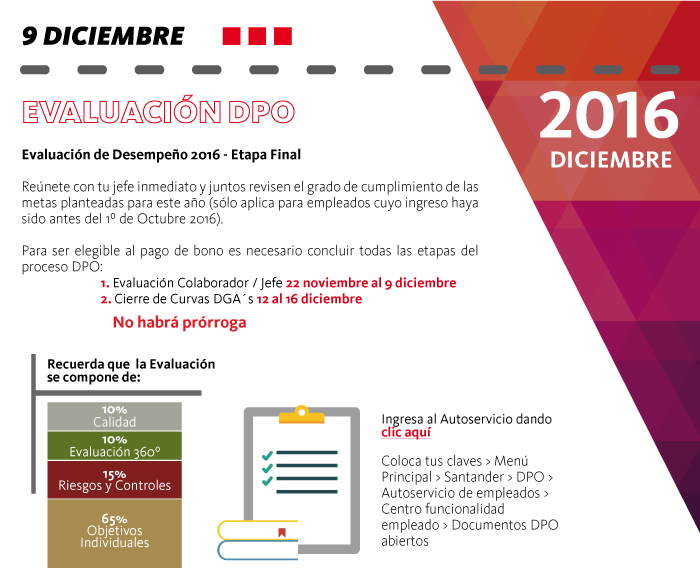 9 DICIEMBRE
2016
DICIEMBRE
EVALUACIÓN DPO
Evaluación de Desempeño 2016 - Etapa Final
Reúnete con tu jefe inmediato y juntos revisen el grado de cumplimiento de las
metas planteadas para este año (sólo aplica para empleados cuyo ingreso haya
sido antes del 1º de Octubre 2016).
Para ser elegible al pago de bono es necesario concluir todas las etapas del
proceso DPO:
1. Evaluación Colaborador / Jefe 22 noviembre al 9 diciembre
2. Cierre de Curvas DGA´s 12 al 16 diciembre
No habrá prórroga
Recuerda que la Evaluación
se compone de:
10%
Calidad
10%
Evaluación 360º
15%
Riesgos y Controles
65%
Objetivos
Individuales
Ingresa al Autoservicio dando
clic aquí
Coloca tus claves > Menú
Principal > Santander > DPO >
Autoservicio de empleados >
Centro funcionalidad
empleado > Documentos DPO
abiertos